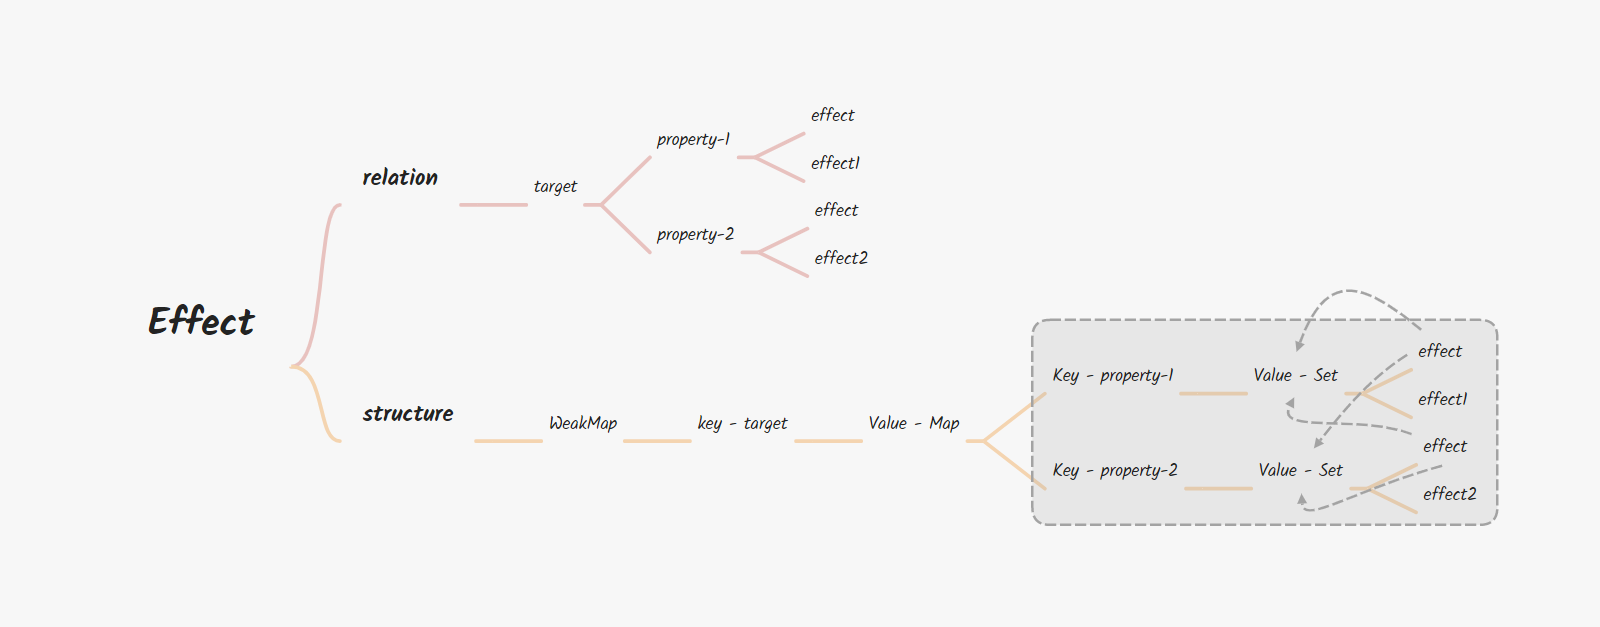 Effect
relation
target
property-1
effect
effect1
property-2
effect
effect2
structure
WeakMap
key - target
Value - Map
Key - property-1
Value - Set
effect
effect1
Key - property-2
Value - Set
effect
effect2